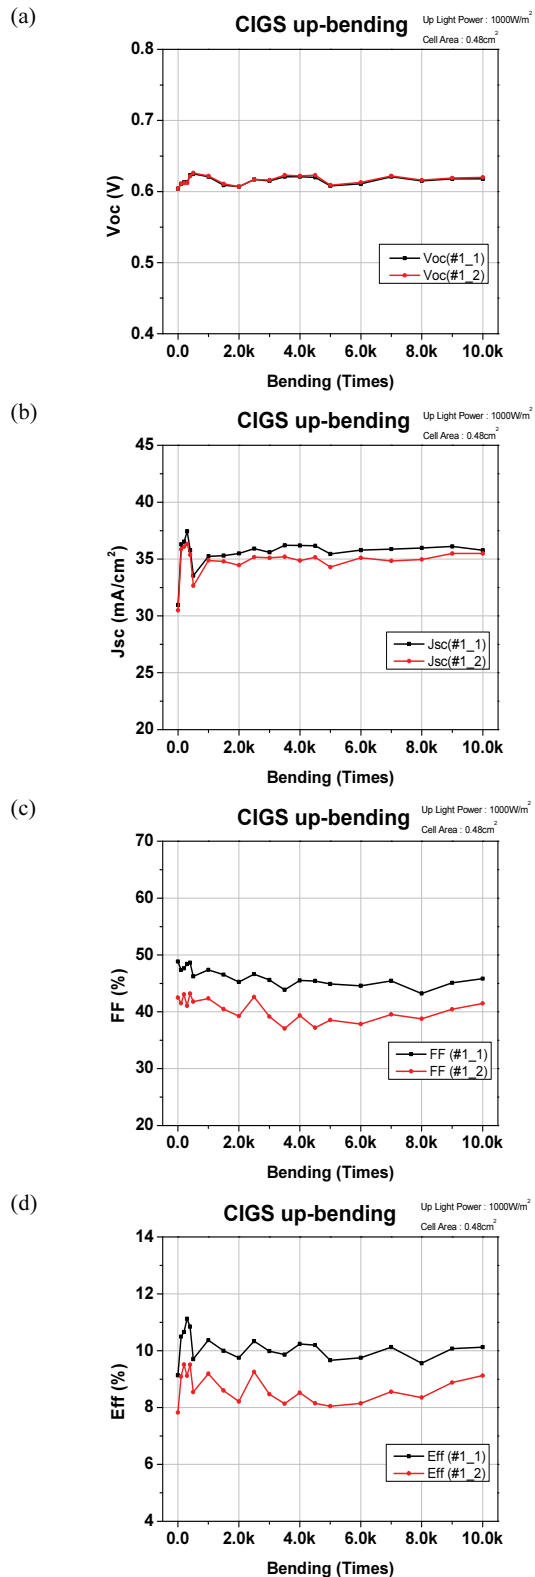 (a)
CIGS up-bending
Up Light Power : 1000W/m²
Cell Area : 0.48cm²
0.8
0.7
0.6
0.5
0.4
Voc (V)
Voc(#1_1)
Voc(#1_2)
0.0 2.0k 4.0k 6.0k 8.0k 10.0k
Bending (Times)
(b)
CIGS up-bending
Up Light Power : 1000W/m²
Cell Area : 0.48cm²
45
40
35
30
25
20
Jsc (mA/cm²)
Jsc(#1_1)
Jsc(#1_2)
0.0 2.0k 4.0k 6.0k 8.0k 10.0k
Bending (Times)
(c)
CIGS up-bending
Up Light Power : 1000W/m²
Cell Area : 0.48cm²
70
60
50
40
30
20
FF (%)
FF (#1_1)
FF (#1_2)
0.0 2.0k 4.0k 6.0k 8.0k 10.0k
Bending (Times)
(d)
CIGS up-bending
Up Light Power : 1000W/m²
Cell Area : 0.48cm²
14
12
10
8
6
4
Eff (%)
Eff (#1_1)
Eff (#1_2)
0.0 2.0k 4.0k 6.0k 8.0k 10.0k
Bending (Times)